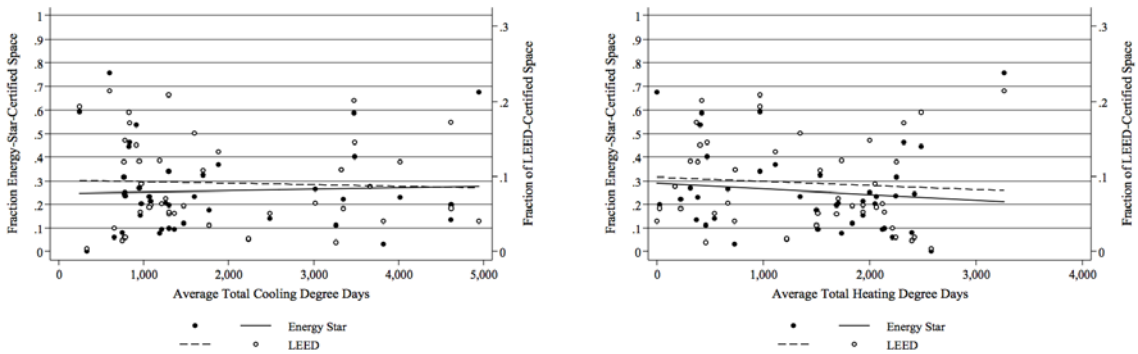 Fraction Energy-Star-Certified Space
1
.9
.8
.7
.6
.5
.4
.3
.2
.1
0
.3
.2
.1
0
Fraction of LEED-Certified Space
0 1,000 2,000 3,000 4,000 5,000
Average Total Cooling Degree Days
Energy Star
LEED
Fraction Energy-Star-Certified Space
1
.9
.8
.7
.6
.5
.4
.3
.2
.1
0
.3
.2
.1
0
Fraction of LEED-Certified Space
0 1,000 2,000 3,000 4,000
Average Total Heating Degree Days
Energy Star
LEED